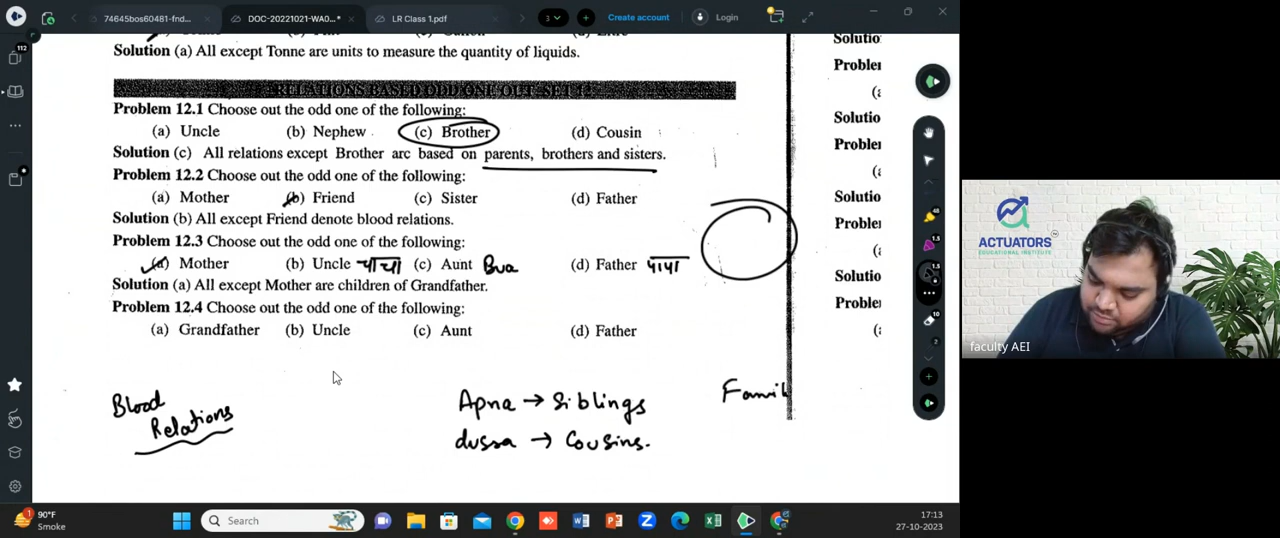 74645bos60481-fnd...
DOC-20221021-WA0...*
LR Class 1.pdf
3
Create account
Login
112
Solution (a) All except Tonne are units to measure the quantity of liquids.
RELATIONS BASED ODD ONE OUT SET
Problem 12.1 Choose out the odd one of the following:
(a) Uncle (b) Nephew (c) Brother (d) Cousin
Solution (c) All relations except Brother are based on parents, brothers and sisters.
Problem 12.2 Choose out the odd one of the following:
(a) Mother (b) Friend (c) Sister (d) Father
Solution (b) All except Friend denote blood relations.
Problem 12.3 Choose out the odd one of the following:
(a) Mother (b) Uncle चाचा (c) Aunt Bua (d) Father पापा
Solution (a) All except Mother are children of Grandfather.
Problem 12.4 Choose out the odd one of the following:
(a) Grandfather (b) Uncle (c) Aunt (d) Father
Blood
Relations
Apna → Siblings
dussa → Cousins.
Famil
Solutio
Probler
(a
Solutio
Probler
(a
Solutio
Probler
(a
Solutio
Probler
(a
ACTUATORS
EDUCATIONAL INSTITUTE
faculty AEI
90°F
Smoke
Search
17:13
27-10-2023